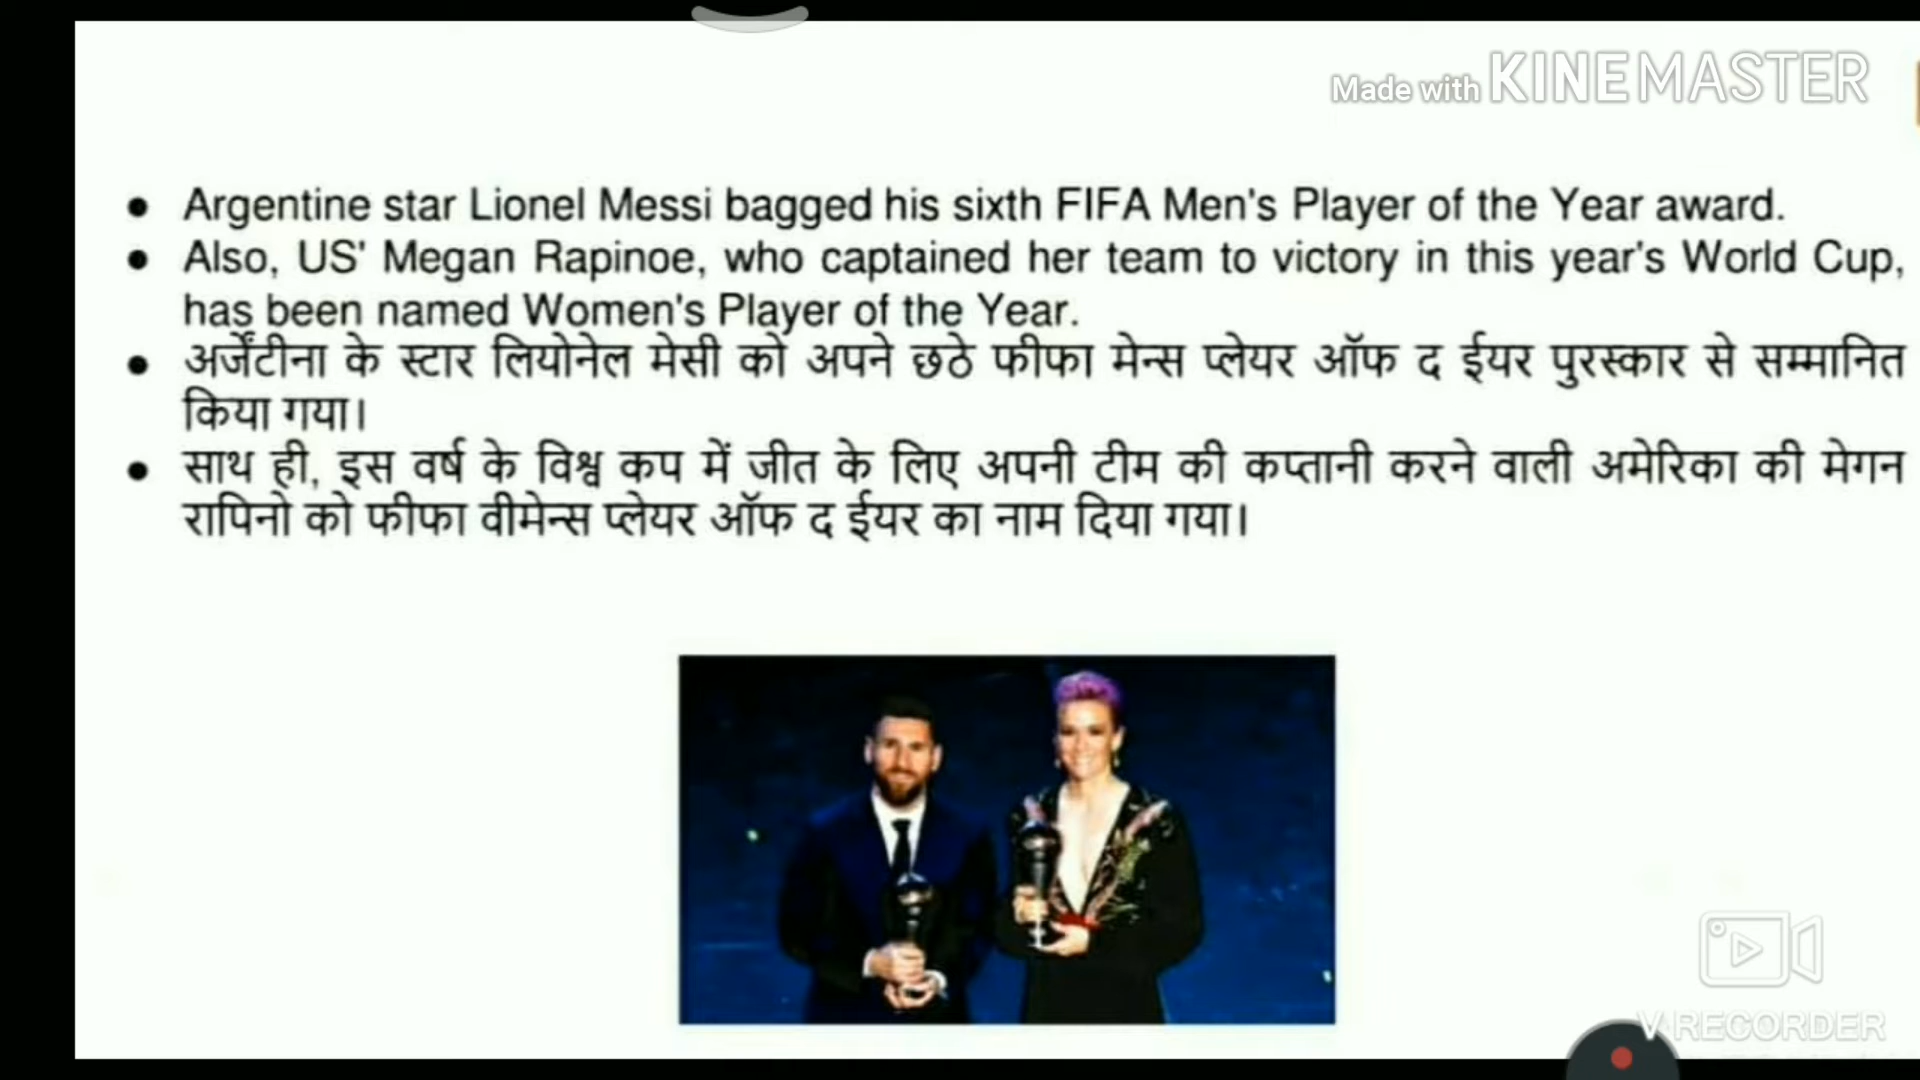 Made with KINEMASTER
Argentine star Lionel Messi bagged his sixth FIFA Men's Player of the Year award.
Also, US' Megan Rapinoe, who captained her team to victory in this year's World Cup,
has been named Women's Player of the Year.
अर्जेंटीना के स्टार लियोनेल मेसी को अपने छठे फीफा मेन्स प्लेयर ऑफ द ईयर पुरस्कार से सम्मानित
किया गया।
साथ ही, इस वर्ष के विश्व कप में जीत के लिए अपनी टीम की कप्तानी करने वाली अमेरिका की मेगन
रापिनो को फीफा वीमेन्स प्लेयर ऑफ द ईयर का नाम दिया गया।
V RECORDER